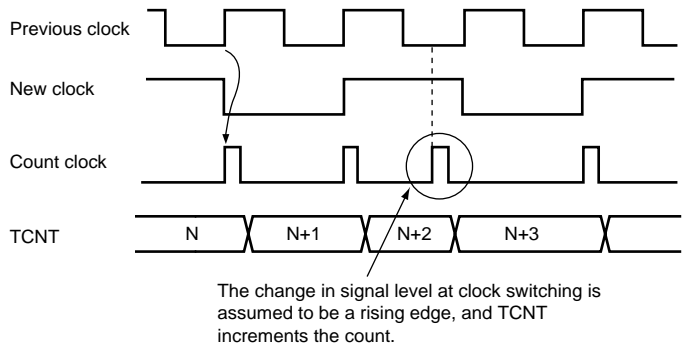 Previous clock
New clock
Count clock
TCNT
N
N+1
N+2
N+3
The change in signal level at clock switching is
assumed to be a rising edge, and TCNT
increments the count.